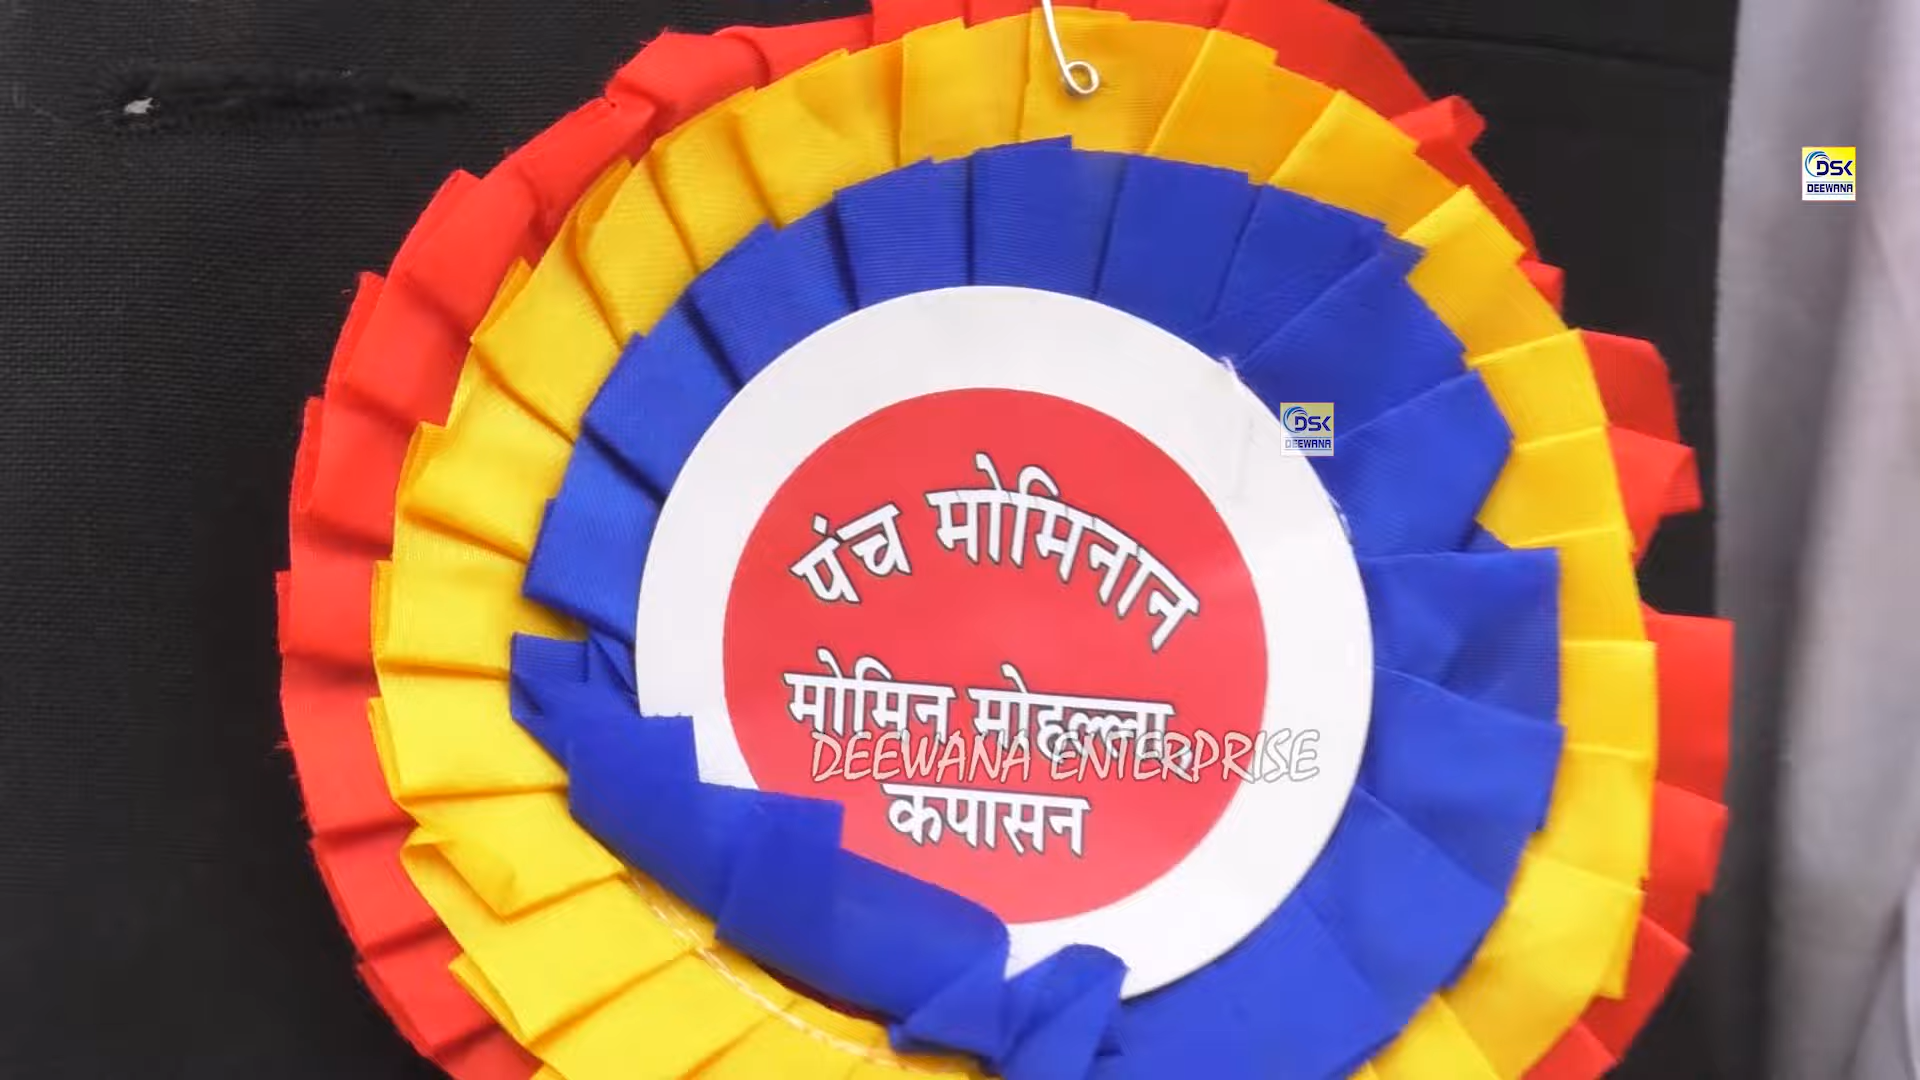 DSK
DEEWANA
DSK
DEEWANA
पंच मोमिनान
मोमिन मोहल्ला,
DEEWANA ENTERPRISE
कपासन